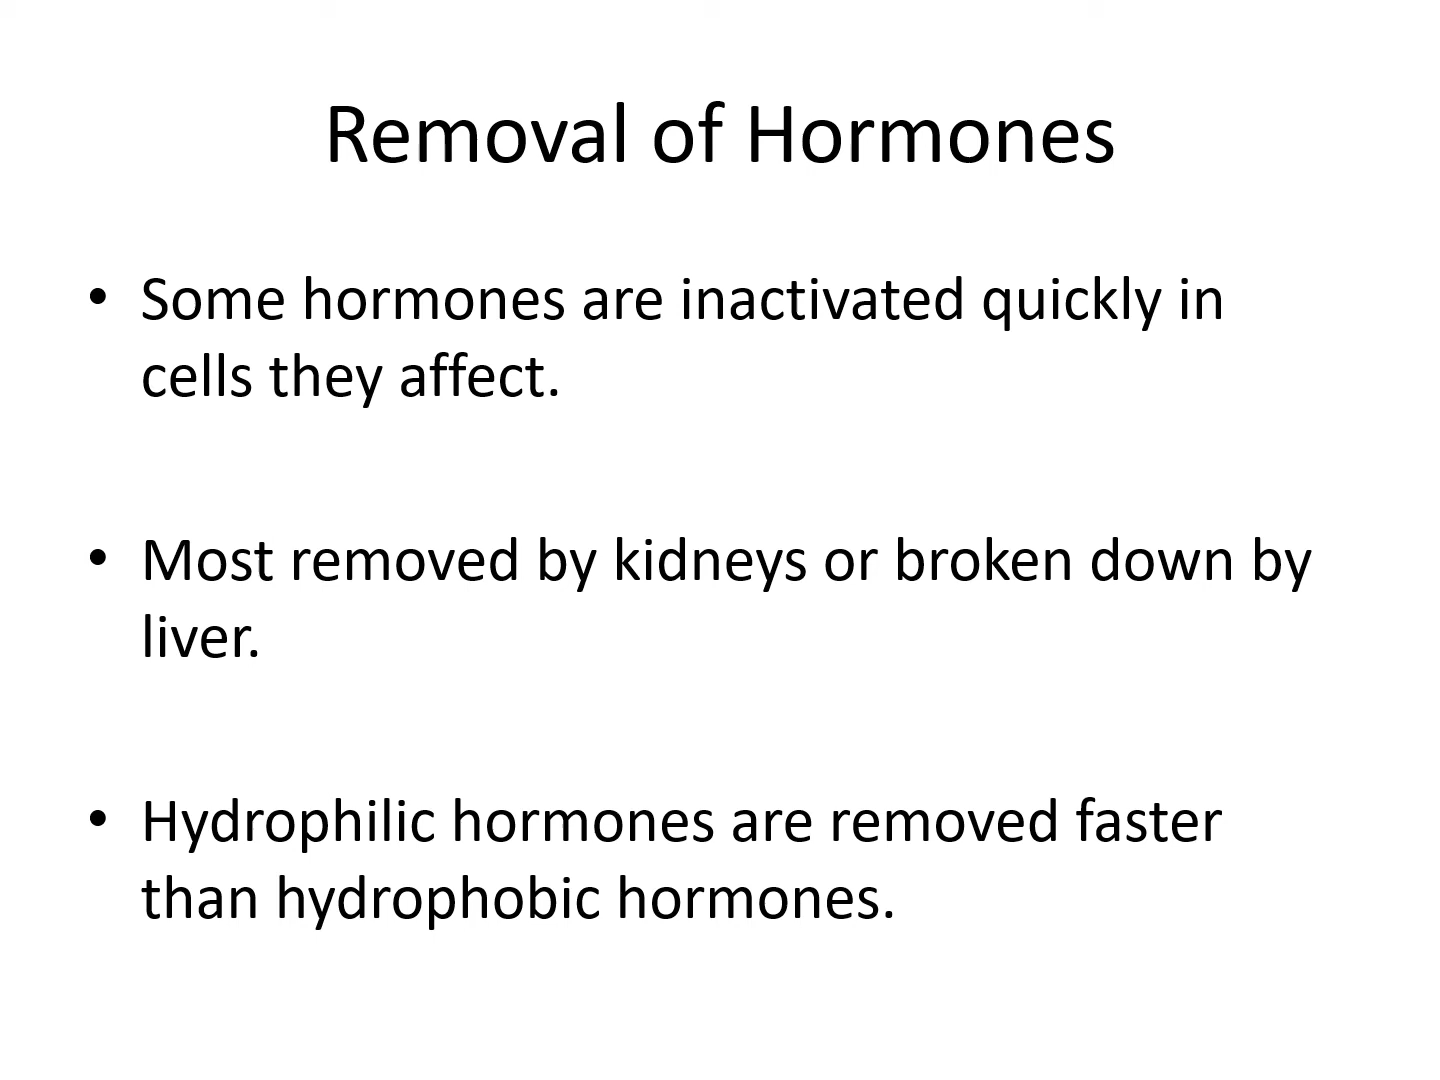 Removal of Hormones
• Some hormones are inactivated quickly in
cells they affect.
• Most removed by kidneys or broken down by
liver.
• Hydrophilic hormones are removed faster
than hydrophobic hormones.